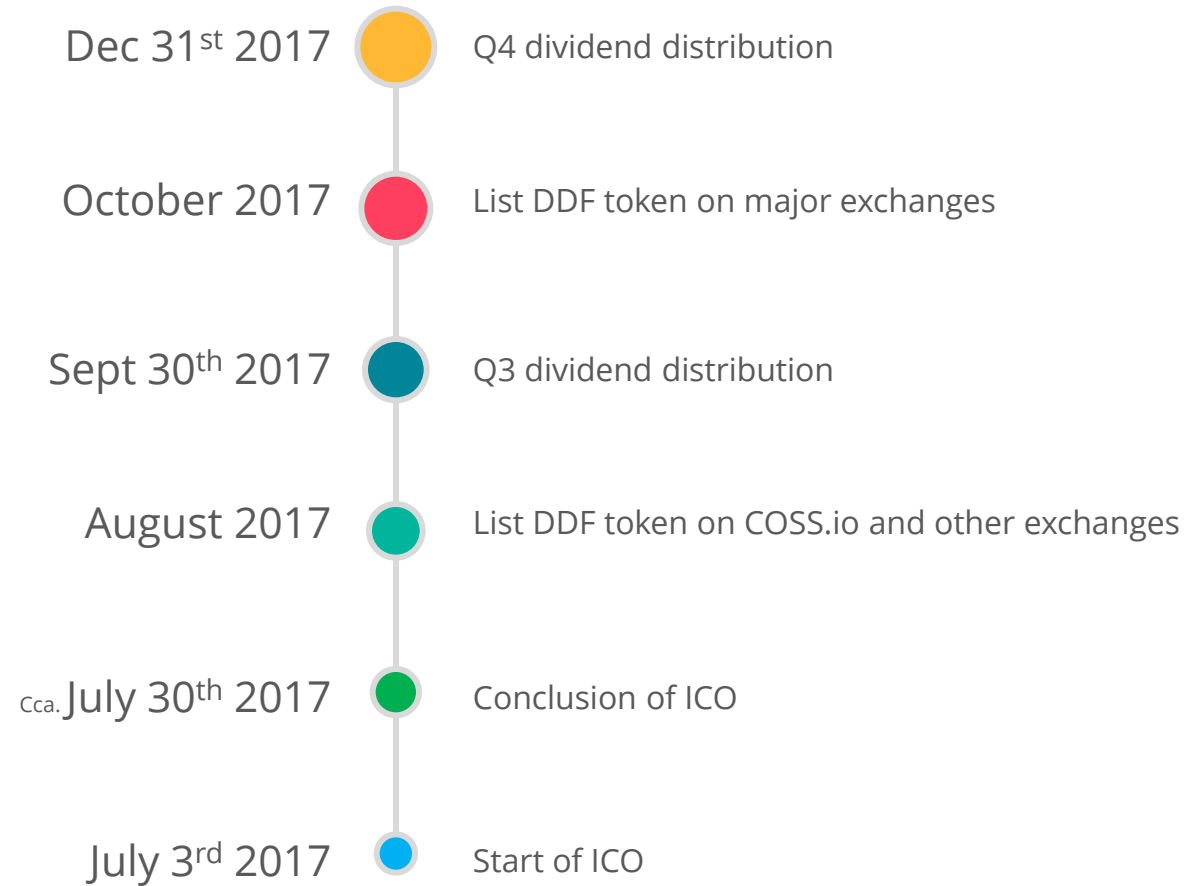 Dec 31st 2017 Q4 dividend distribution
October 2017 List DDF token on major exchanges
Sept 30th 2017 Q3 dividend distribution
August 2017 List DDF token on COSS.io and other exchanges
Cca. July 30th 2017 Conclusion of ICO
July 3rd 2017 Start of ICO